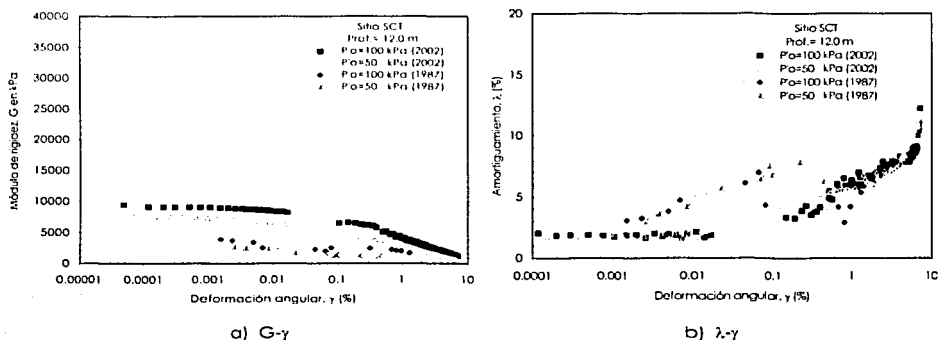 40000
35000
30000
25000
20000
15000
10000
5000
0
0.00001
0.0001
0.001
0.01
0.1
1
10
Módulo de rigidez, G en kPa
Deformación angular, γ (%)
Sitio SCT
Prof.= 12.0 m
P'o=100 kPa (2002)
P'o=50 kPa (2002)
P'o=100 kPa (1987)
P'o=50 kPa (1987)
a) G-γ
20
15
10
5
0
0.0001
0.001
0.01
0.1
1
10
Amortiguamiento, λ (%)
Deformación angular, γ (%)
Sitio SCT
Prof.= 12.0 m
P'o=100 kPa (2002)
P'o=50 kPa (2002)
P'o=100 kPa (1987)
P'o=50 kPa (1987)
b) λ-γ